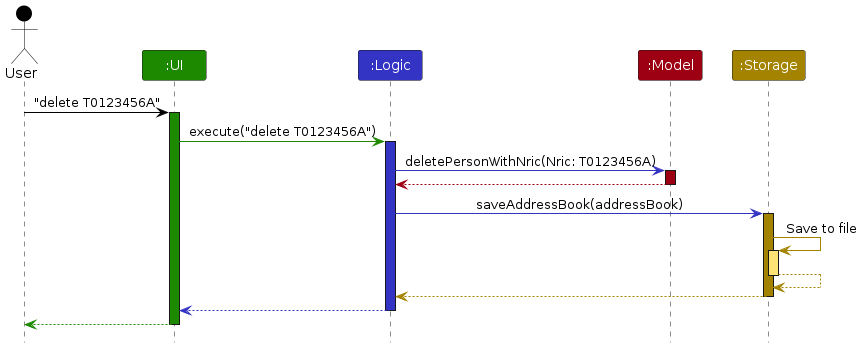 User
:UI
:Logic
:Model
:Storage
"delete T0123456A"
execute("delete T0123456A")
deletePersonWithNric(Nric: T0123456A)
saveAddressBook(addressBook)
Save to file